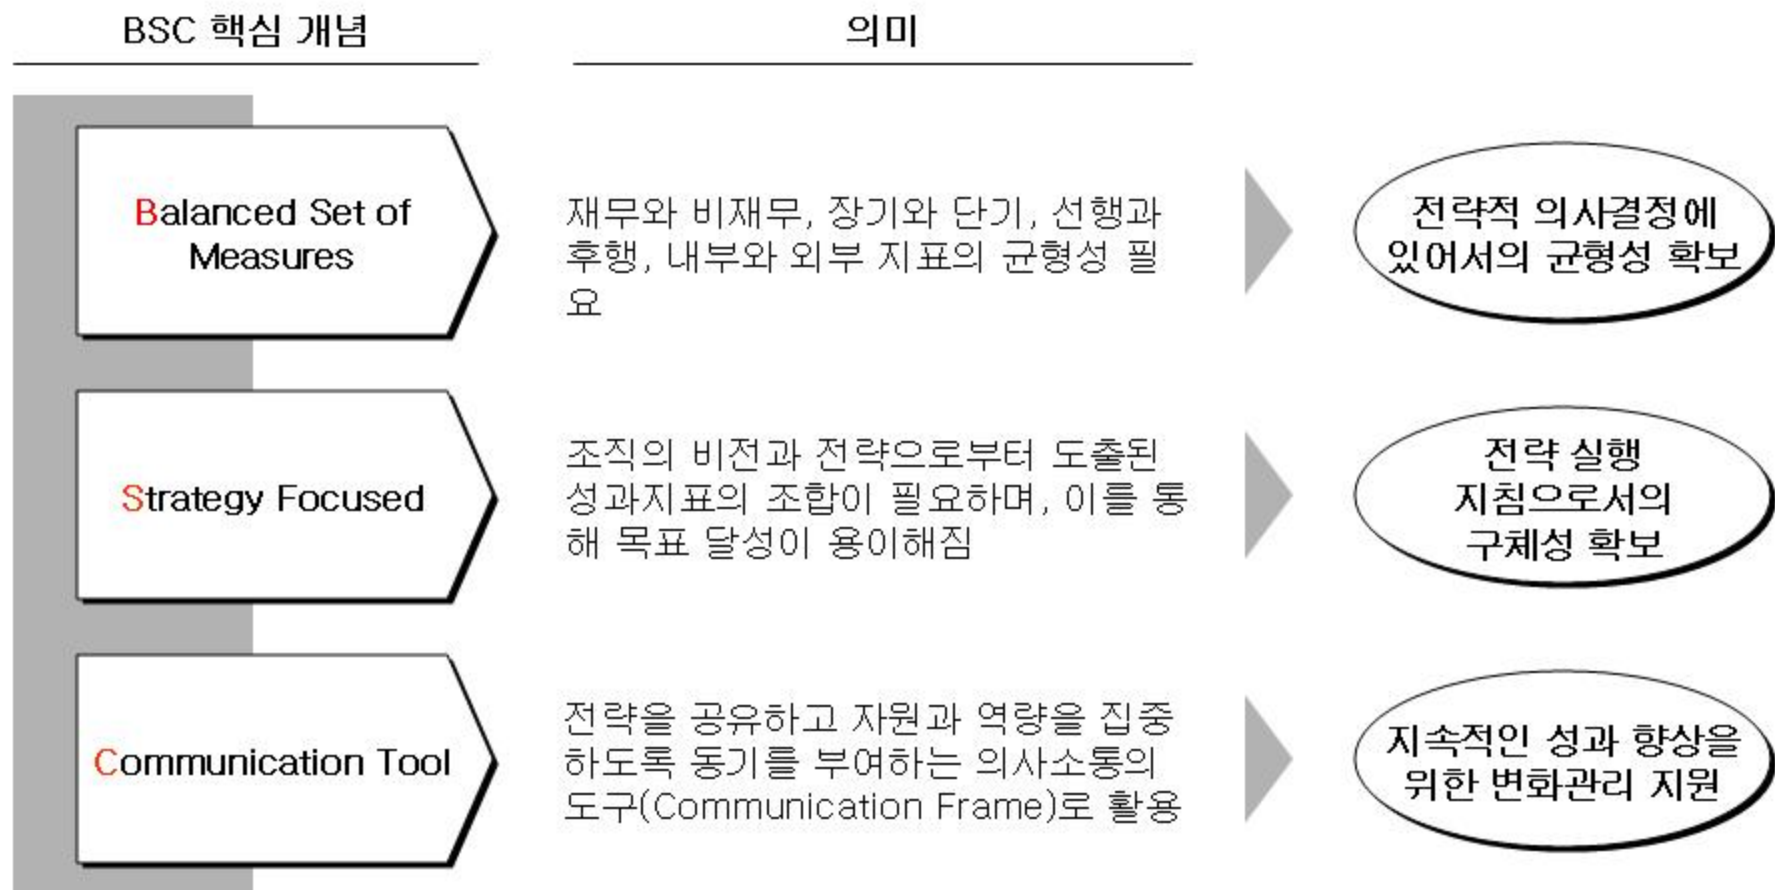 BSC 핵심 개념
의미
Balanced Set of
Measures
재무와 비재무, 장기와 단기, 선행과
후행, 내부와 외부 지표의 균형성 필
요
전략적 의사결정에
있어서의 균형성 확보
Strategy Focused
조직의 비전과 전략으로부터 도출된
성과지표의 조합이 필요하며, 이를 통
해 목표 달성이 용이해짐
전략 실행
지침으로서의
구체성 확보
Communication Tool
전략을 공유하고 자원과 역량을 집중
하도록 동기를 부여하는 의사소통의
도구(Communication Frame)로 활용
지속적인 성과 향상을
위한 변화관리 지원